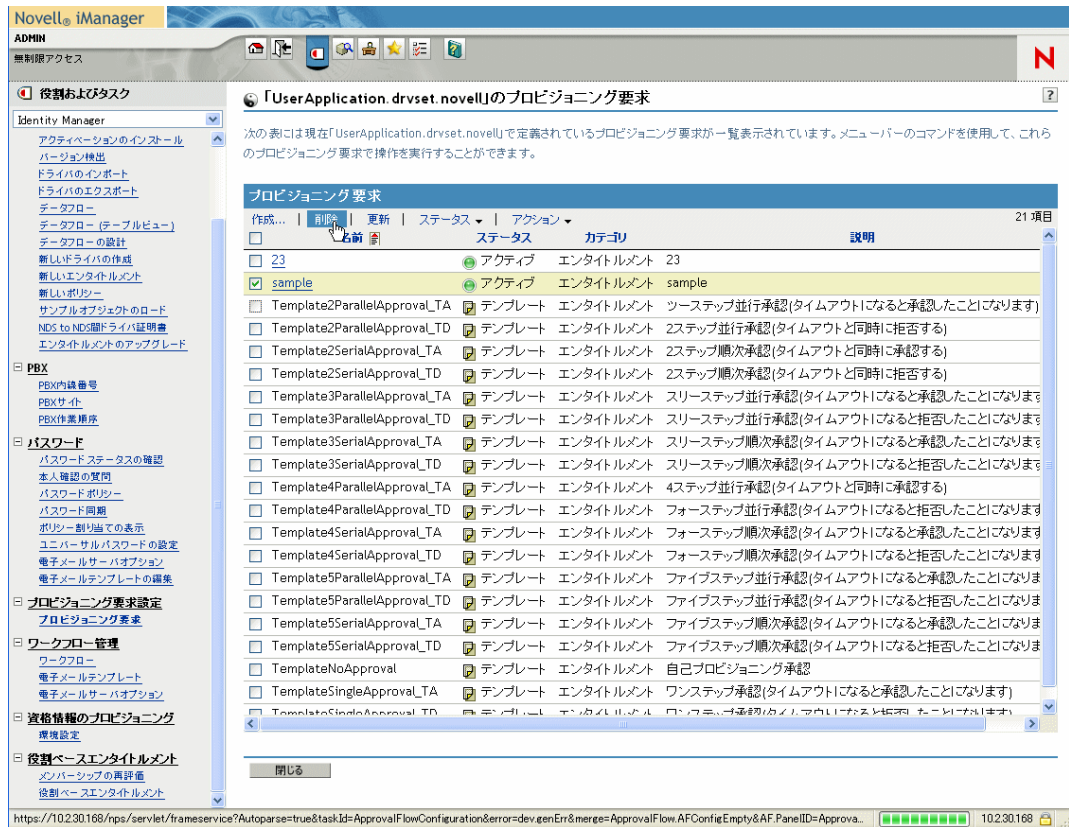 Novell® iManager
ADMIN
無制限アクセス
N
役割およびタスク
Identity Manager
アクティベーションのインストール
バージョン検出
ドライバのインポート
ドライバのエクスポート
データフロー
データフロー (テーブルビュー)
データフローの設計
新しいドライバの作成
新しいエンタイトルメント
新しいポリシー
サンプルオブジェクトのロード
NDS to NDS間ドライバ証明書
エンタイトルメントのアップグレード
PBX
PBX内線番号
PBXサイト
PBX作業順序
パスワード
パスワードステータスの確認
本人確認の質問
パスワードポリシー
パスワード同期
ポリシー割り当ての表示
ユニバーサルパスワードの設定
電子メールサーバオプション
電子メールテンプレートの編集
プロビジョニング要求設定
プロビジョニング要求
ワークフロー管理
ワークフロー
電子メールテンプレート
電子メールサーバオプション
資格情報のプロビジョニング
環境設定
役割ベースエンタイトルメント
メンバーシップの再評価
役割ベースエンタイトルメント
「UserApplication.drvset.novell」のプロビジョニング要求
?
次の表には現在「UserApplication.drvset.novell」で定義されているプロビジョニング要求が一覧表示されています。メニューバーのコマンドを使用して、これら
のプロビジョニング要求で操作を実行することができます。
プロビジョニング要求
作成... | 削除 | 更新 | ステータス | アクション 21 項目
名前 ステータス カテゴリ 説明
23 アクティブ エンタイトルメント 23
sample アクティブ エンタイトルメント sample
Template2ParallelApproval_TA テンプレート エンタイトルメント ツーステップ並行承認(タイムアウトになると承認したことになります)
Template2ParallelApproval_TD テンプレート エンタイトルメント 2ステップ並行承認(タイムアウトと同時に拒否する)
Template2SerialApproval_TA テンプレート エンタイトルメント 2ステップ順次承認(タイムアウトと同時に承認する)
Template2SerialApproval_TD テンプレート エンタイトルメント 2ステップ順次承認(タイムアウトと同時に拒否する)
Template3ParallelApproval_TA テンプレート エンタイトルメント スリーステップ並行承認(タイムアウトになると承認したことになります
Template3ParallelApproval_TD テンプレート エンタイトルメント スリーステップ並行承認(タイムアウトになると拒否したことになります
Template3SerialApproval_TA テンプレート エンタイトルメント スリーステップ順次承認(タイムアウトになると承認したことになります
Template3SerialApproval_TD テンプレート エンタイトルメント スリーステップ順次承認(タイムアウトになると拒否したことになります
Template4ParallelApproval_TA テンプレート エンタイトルメント 4ステップ並行承認(タイムアウトと同時に承認する)
Template4ParallelApproval_TD テンプレート エンタイトルメント フォーステップ並行承認(タイムアウトになると拒否したことになります
Template4SerialApproval_TA テンプレート エンタイトルメント フォーステップ順次承認(タイムアウトになると承認したことになります
Template4SerialApproval_TD テンプレート エンタイトルメント フォーステップ順次承認(タイムアウトになると拒否したことになります
Template5ParallelApproval_TA テンプレート エンタイトルメント ファイブステップ並行承認(タイムアウトになると承認したことになりま
Template5ParallelApproval_TD テンプレート エンタイトルメント ファイブステップ並行承認(タイムアウトになると拒否したことになりま
Template5SerialApproval_TA テンプレート エンタイトルメント ファイブステップ順次承認(タイムアウトになると承認したことになりま
Template5SerialApproval_TD テンプレート エンタイトルメント ファイブステップ順次承認(タイムアウトになると拒否したことになりま
TemplateNoApproval テンプレート エンタイトルメント 自己プロビジョニング承認
TemplateSingleApproval_TA テンプレート エンタイトルメント ワンステップ承認(タイムアウトになると承認したことになります)
TemplateSingleApproval_TD テンプレート エンタイトルメント ワンステップ承認(タイムアウトになると拒否したことになります)
閉じる
https://10.2.30.168/nps/servlet/frameservice?Autoparse=true&taskId=ApprovalFlowConfiguration&error=dev.genErr&merge=ApprovalFlow.AFConfigEmpty&AF.PanelID=Approva... 10.2.30.168